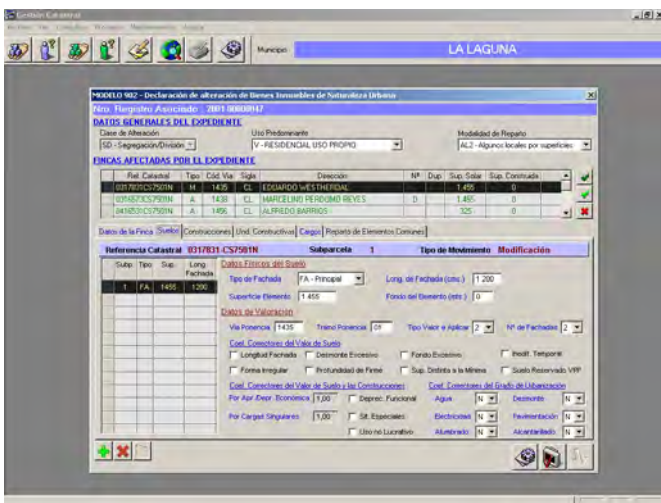 Gestión Catastral
Municipio: LA LAGUNA
MODELO 902 - Declaración de alteración de Bienes Inmuebles de Naturaleza Urbana
Nro. Registro Asociado: 2001-
DATOS GENERALES DEL EXPEDIENTE
Clase de Alteración Uso Predominante Modalidad de Reparto
SD - Segregación/División V - RESIDENCIAL USO PROPIO AL2 - Algunos locales por superficies
FINCAS AFECTADAS POR EL EXPEDIENTE
Ref. Catastral Tipo Cód. Vía Sigla Dirección Nº Dup Sup. Solar Sup. Construida
0317831CS7501N M 1435 CL EDUARDO WESTHERDAL 1.455 0
0316573CS7501N A 1438 CL MARCELINO PERDOMO REYES D 1.455 0
A 1456 CL ALFREDO BARRIOS 325 0
Datos de la Finca Suelos Construcciones Und. Constructivas Cargos Reparto de Elementos Comunes
Referencia Catastral 0317831-CS7501N Subparcela 1 Tipo de Movimiento Modificación
Subp. Tipo Sup. Long. Fachada
1 FA 1455 1200
Datos Físicos del Suelo
Tipo de Fachada FA - Principal Long. de Fachada (cms.) 1.200
Superficie Elemento 1.455 Fondo del Elemento (mts.) 0
Datos de Valoración
Vía Ponencia 1435 Tramo Ponencia 01 Tipo Valor a Aplicar 2 Nº de Fachadas 2
Coef. Correctores del Valor de Suelo
Longitud Fachada Desmonte Excesivo Fondo Excesivo Inedif. Temporal
Forma Irregular Profundidad de Firme Sup. Distinta a la Mínima Suelo Reservado VPP
Coef. Correctores del Valor de Suelo y las Construcciones Coef. Correctores del Grado de Urbanización
Por Apr./Depr. Económica 1,00 Deprec. Funcional Agua N Desmonte N
Por Cargas Singulares 1,00 Sit. Especiales Electricidad N Pavimentación N
Uso no Lucrativo Alumbrado N Alcantarillado N